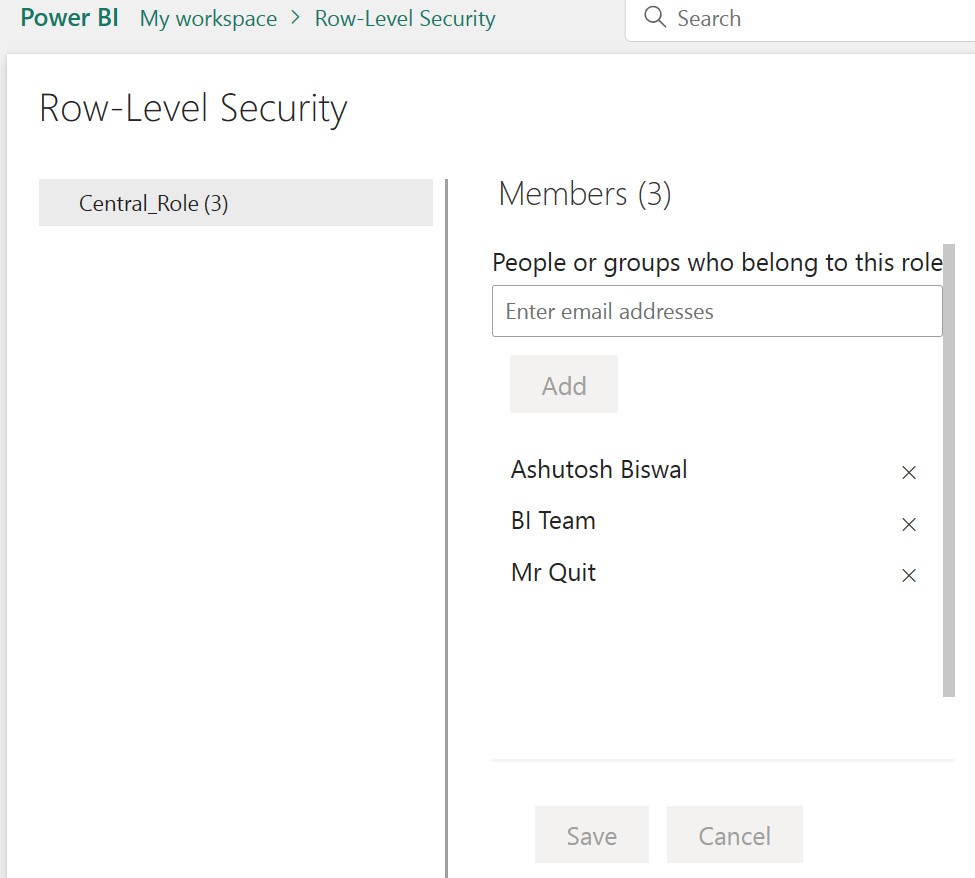 Power BI My workspace > Row-Level Security Search
Row-Level Security
Central_Role (3)
Members (3)
People or groups who belong to this role
Enter email addresses
Add
Ashutosh Biswal
BI Team
Mr Quit
Save Cancel